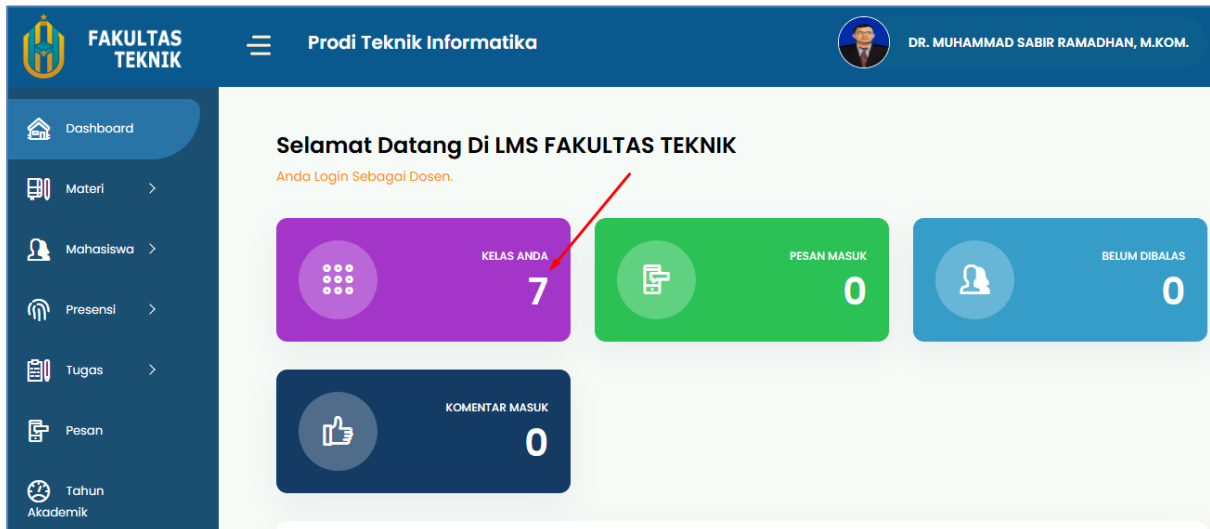 FAKULTAS
TEKNIK
Prodi Teknik Informatika
DR. MUHAMMAD SABIR RAMADHAN, M.KOM.
Dashboard
Materi
Mahasiswa
Presensi
Tugas
Pesan
Tahun
Akademik
Selamat Datang Di LMS FAKULTAS TEKNIK
Anda Login Sebagai Dosen.
KELAS ANDA
7
PESAN MASUK
0
BELUM DIBALAS
0
KOMENTAR MASUK
0